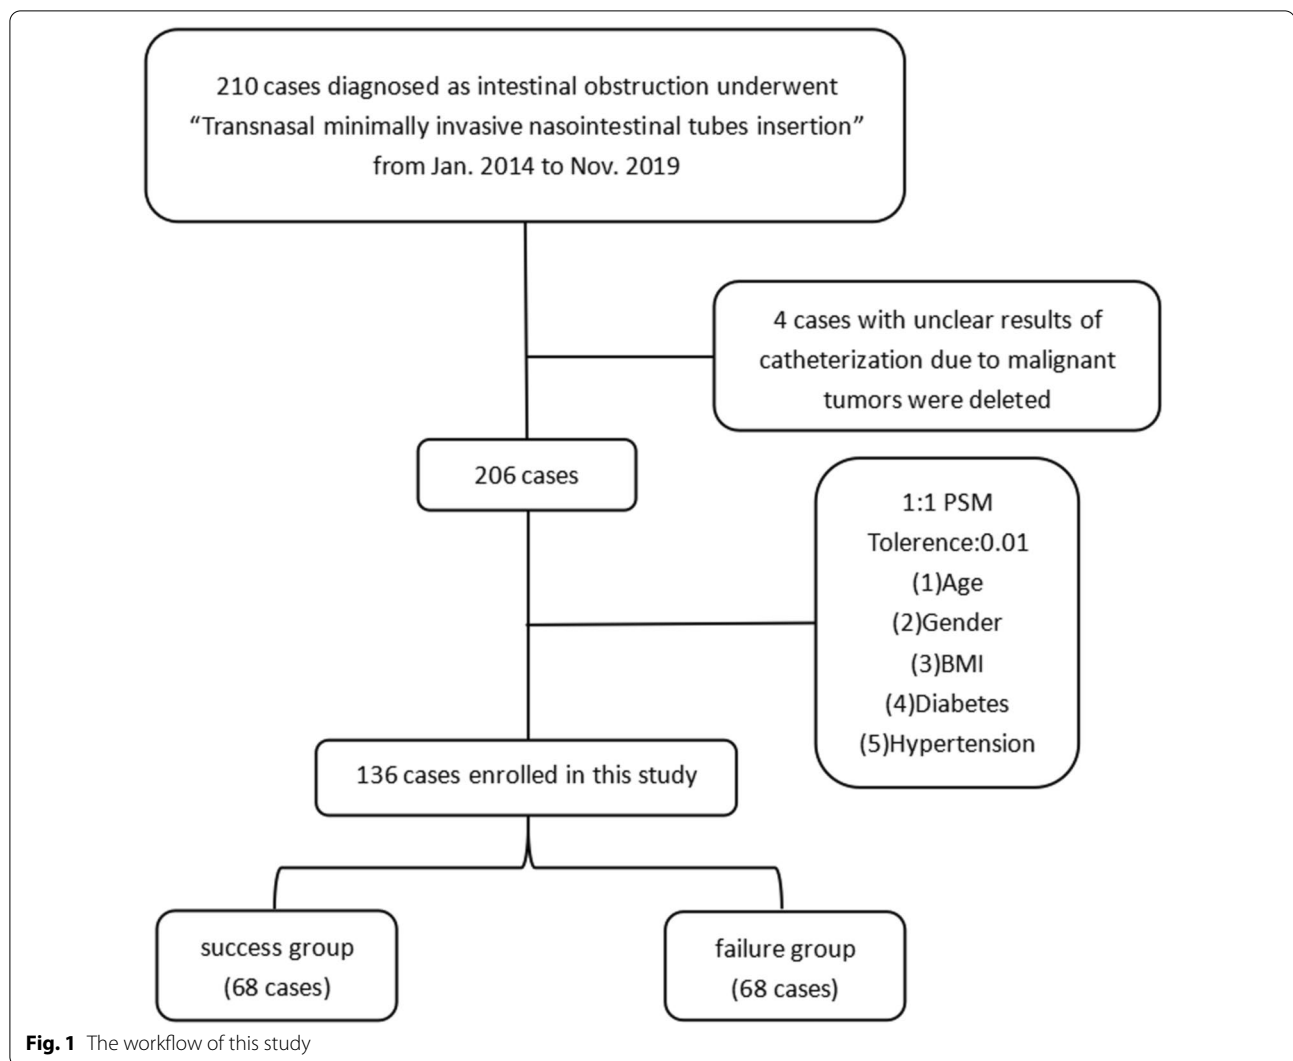 210 cases diagnosed as intestinal obstruction underwent
“Transnasal minimally invasive nasointestinal tubes insertion”
from Jan. 2014 to Nov. 2019
4 cases with unclear results of
catheterization due to malignant
tumors were deleted
206 cases
1:1 PSM
Tolerence:0.01
(1)Age
(2)Gender
(3)BMI
(4)Diabetes
(5)Hypertension
136 cases enrolled in this study
success group
(68 cases)
failure group
(68 cases)
Fig. 1 The workflow of this study